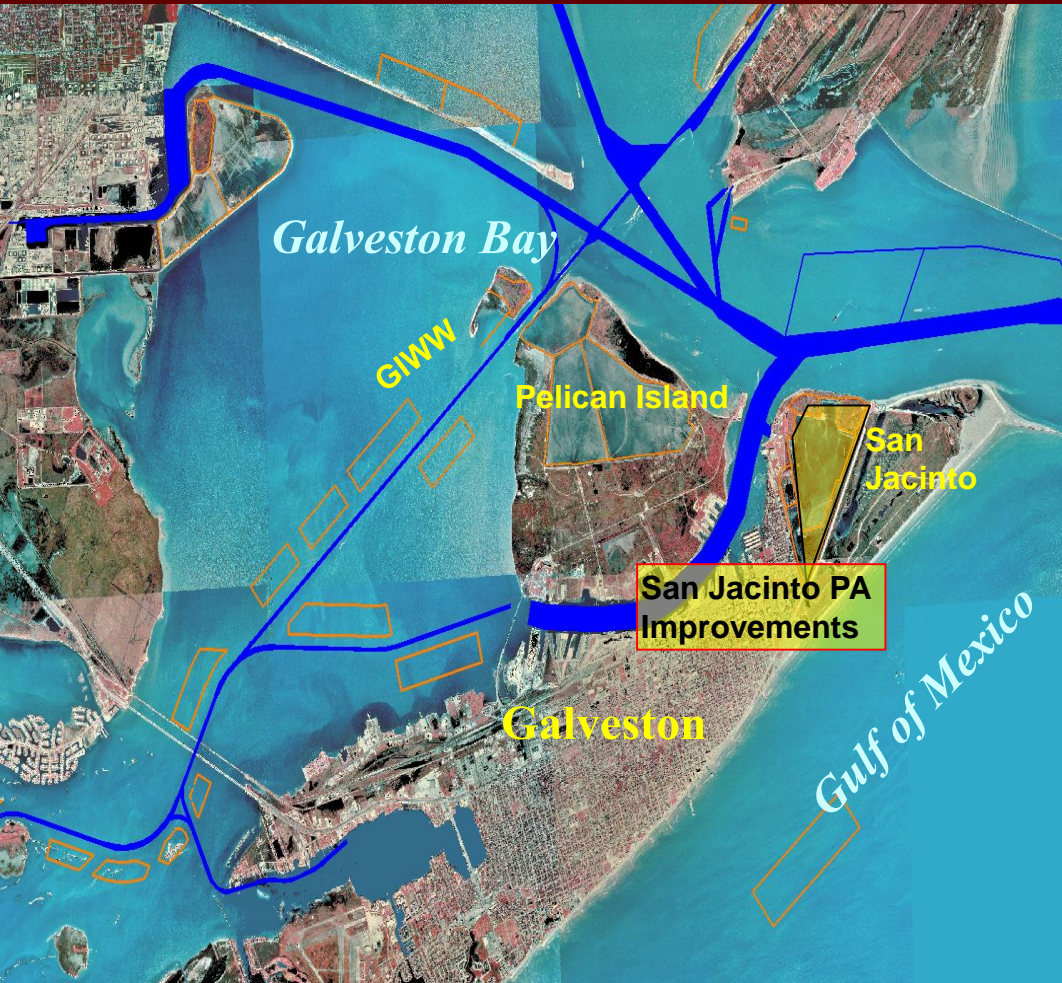 Galveston Bay
GIWW
Pelican Island
San
Jacinto
San Jacinto PA
Improvements
Galveston
Gulf of Mexico